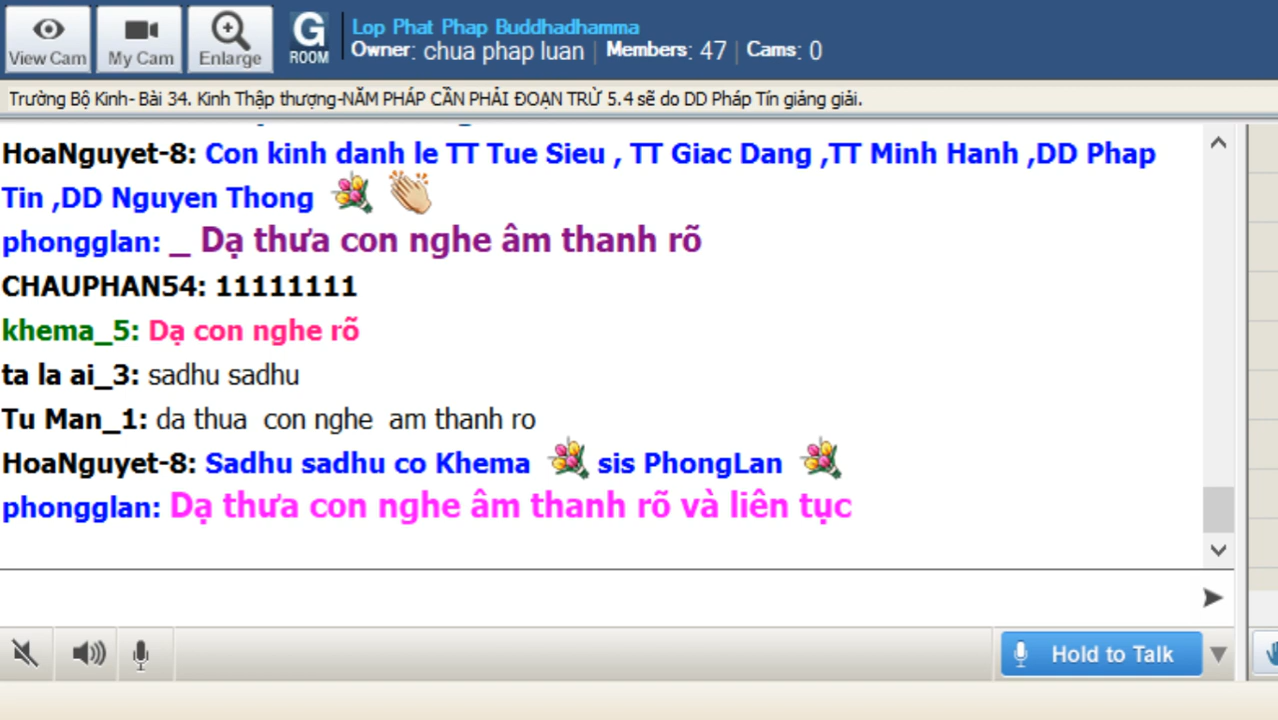 Lop Phat Phap Buddhadhamma
Owner: chua phap luan | Members: 47 | Cams: 0
View Cam
My Cam
Enlarge
G
ROOM
Trường Bộ Kinh- Bài 34. Kinh Thập thượng-NĂM PHÁP CẦN PHẢI ĐOẠN TRỪ 5.4 sẽ do DD Pháp Tín giảng giải.
HoaNguyet-8: Con kinh danh le TT Tue Sieu , TT Giac Dang ,TT Minh Hanh ,DD Phap
Tin ,DD Nguyen Thong
phongglan: _ Dạ thưa con nghe âm thanh rõ
CHAUPHAN54: 11111111
khema_5: Dạ con nghe rõ
ta la ai_3: sadhu sadhu
Tu Man_1: da thua  con nghe  am thanh ro
HoaNguyet-8: Sadhu sadhu co Khema sis PhongLan
phongglan: Dạ thưa con nghe âm thanh rõ và liên tục
Hold to Talk